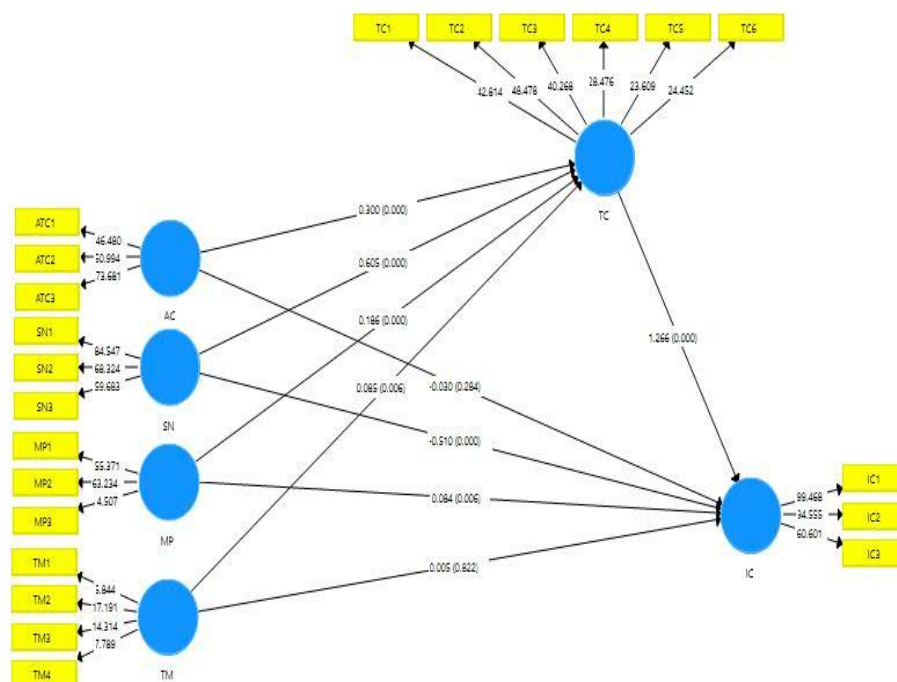 TC1 TC2 TC3 TC4 TC5 TC6
42.814 48.478 40.268 28.476 23.609 24.452
TC
ATC1
46.480
ATC2
50.994
ATC3
73.681
AC
SN1
84.547
SN2
68.324
SN3
59.683
SN
MP1
55.371
MP2
63.234
MP3
4.507
MP
TM1
5.844
TM2
17.191
TM3
14.314
7.789
TM4
TM
0.300 (0.000)
0.605 (0.000)
0.186 (0.000)
0.085 (0.006)
1.266 (0.000)
-0.030 (0.284)
-0.510 (0.000)
0.084 (0.006)
0.005 (0.822)
IC
99.468
IC1
34.555
IC2
60.601
IC3